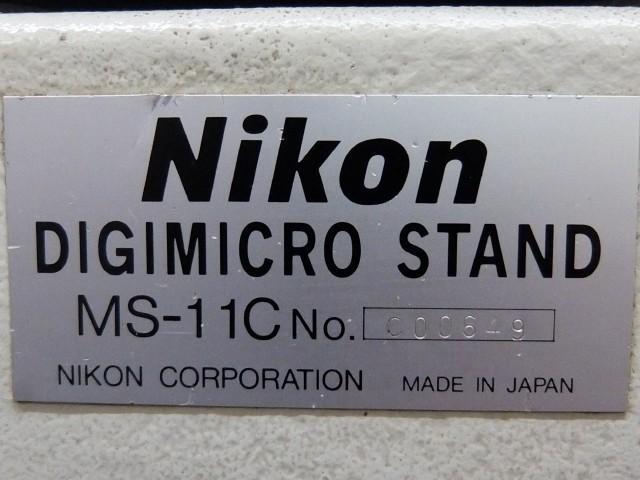 Nikon
DIGIMICRO STAND
MS-11C No. C00649
NIKON CORPORATION MADE IN JAPAN